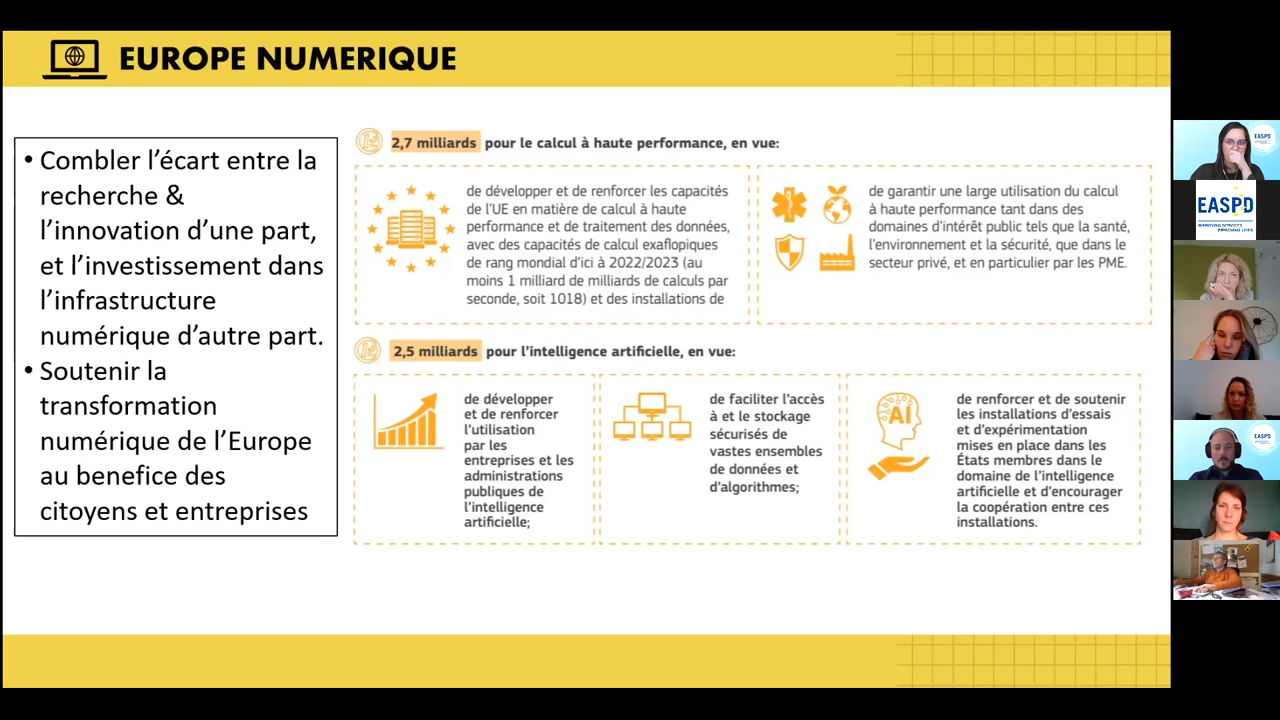 EUROPE NUMERIQUE
• Combler l’écart entre la
recherche &
l’innovation d’une part,
et l’investissement dans
l’infrastructure
numérique d’autre part.
• Soutenir la
transformation
numérique de l’Europe
au benefice des
citoyens et entreprises
2,7 milliards pour le calcul à haute performance, en vue:
de développer et de renforcer les capacités
de l’UE en matière de calcul à haute
performance et de traitement des données,
avec des capacités de calcul exaflopiques
de rang mondial d’ici à 2022/2023 (au
moins 1 milliard de milliards de calculs par
seconde, soit 1018) et des installations de
de garantir une large utilisation du calcul
à haute performance tant dans des
domaines d’intérêt public tels que la santé,
l’environnement et la sécurité, que dans le
secteur privé, et en particulier par les PME.
2,5 milliards pour l’intelligence artificielle, en vue:
de développer
et de renforcer
l’utilisation
par les
entreprises et les
administrations
publiques de
l’intelligence
artificielle;
de faciliter l’accès
à et le stockage
sécurisés de
vastes ensembles
de données et
d’algorithmes;
AI
de renforcer et de soutenir
les installations d’essais
et d’expérimentation
mises en place dans les
États membres dans le
domaine de l’intelligence
artificielle et d’encourager
la coopération entre ces
installations.
EASPD
EASPD
IMPROVING SERVICES
IMPROVING LIVES
EASPD